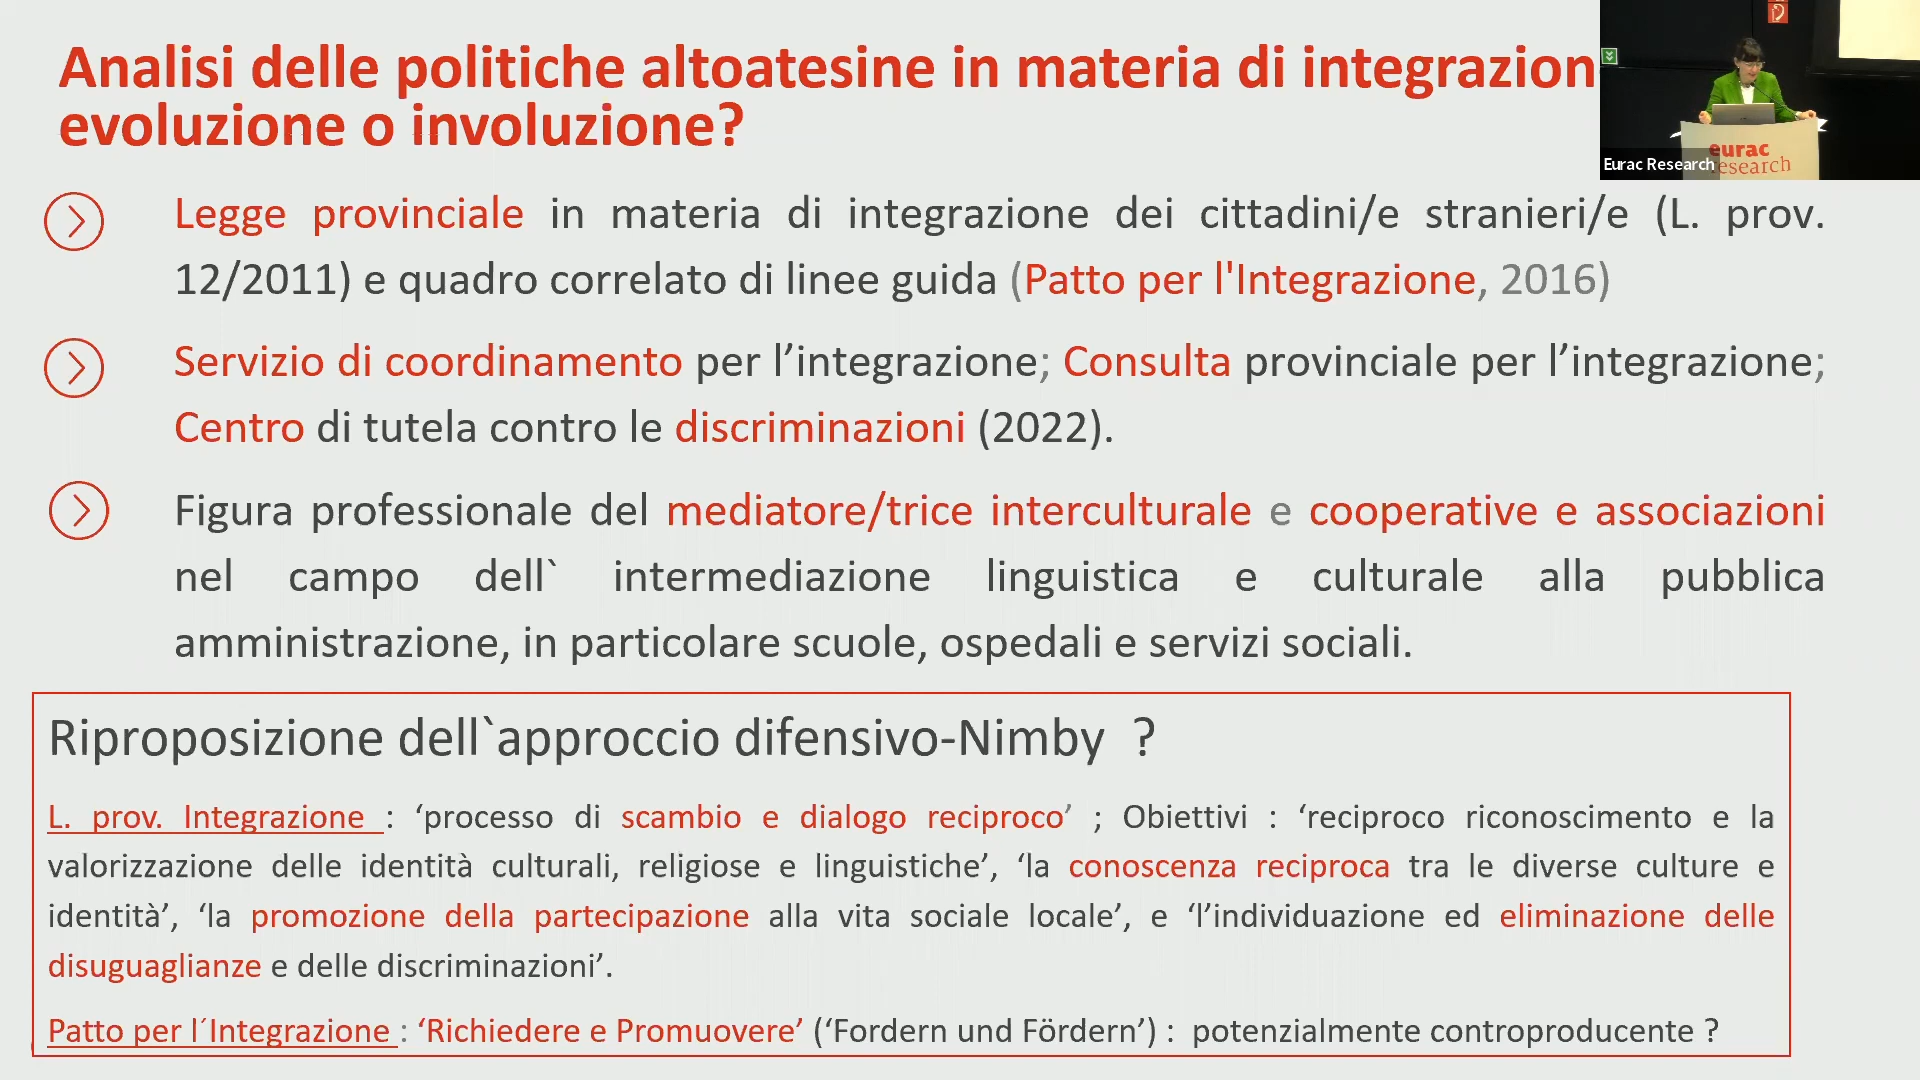 Analisi delle politiche altoatesine in materia di integrazion
evoluzione o involuzione?
Legge provinciale in materia di integrazione dei cittadini/e stranieri/e (L. prov.
12/2011) e quadro correlato di linee guida (Patto per l'Integrazione, 2016)
Servizio di coordinamento per l’integrazione; Consulta provinciale per l’integrazione;
Centro di tutela contro le discriminazioni (2022).
Figura professionale del mediatore/trice interculturale e cooperative e associazioni
nel campo dell` intermediazione linguistica e culturale alla pubblica
amministrazione, in particolare scuole, ospedali e servizi sociali.
Riproposizione dell`approccio difensivo-Nimby ?
L. prov. Integrazione : ‘processo di scambio e dialogo reciproco’ ; Obiettivi : ‘reciproco riconoscimento e la
valorizzazione delle identità culturali, religiose e linguistiche’, ‘la conoscenza reciproca tra le diverse culture e
identità’, ‘la promozione della partecipazione alla vita sociale locale’, e ‘l’individuazione ed eliminazione delle
disuguaglianze e delle discriminazioni’.
Patto per l´Integrazione : ‘Richiedere e Promuovere’ (‘Fordern und Fördern’) : potenzialmente controproducente ?
eurac
research
Eurac Research